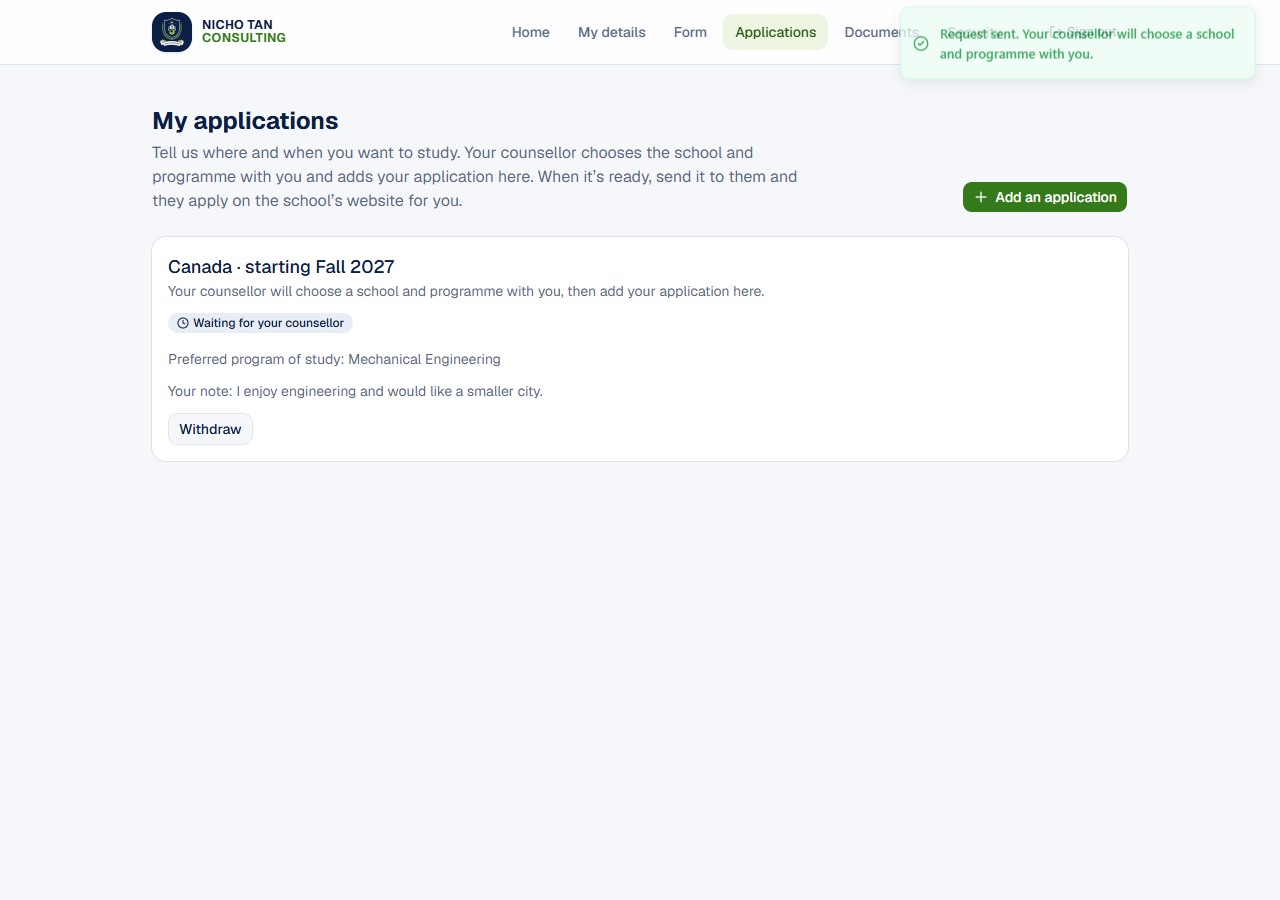 NICHO TAN
CONSULTING
Home
My details
Form
Applications
Documents
Request sent. Your counsellor will choose a school
and programme with you.
My applications
Tell us where and when you want to study. Your counsellor chooses the school and
programme with you and adds your application here. When it’s ready, send it to them and
they apply on the school’s website for you.
Add an application
Canada · starting Fall 2027
Your counsellor will choose a school and programme with you, then add your application here.
Waiting for your counsellor
Preferred program of study: Mechanical Engineering
Your note: I enjoy engineering and would like a smaller city.
Withdraw